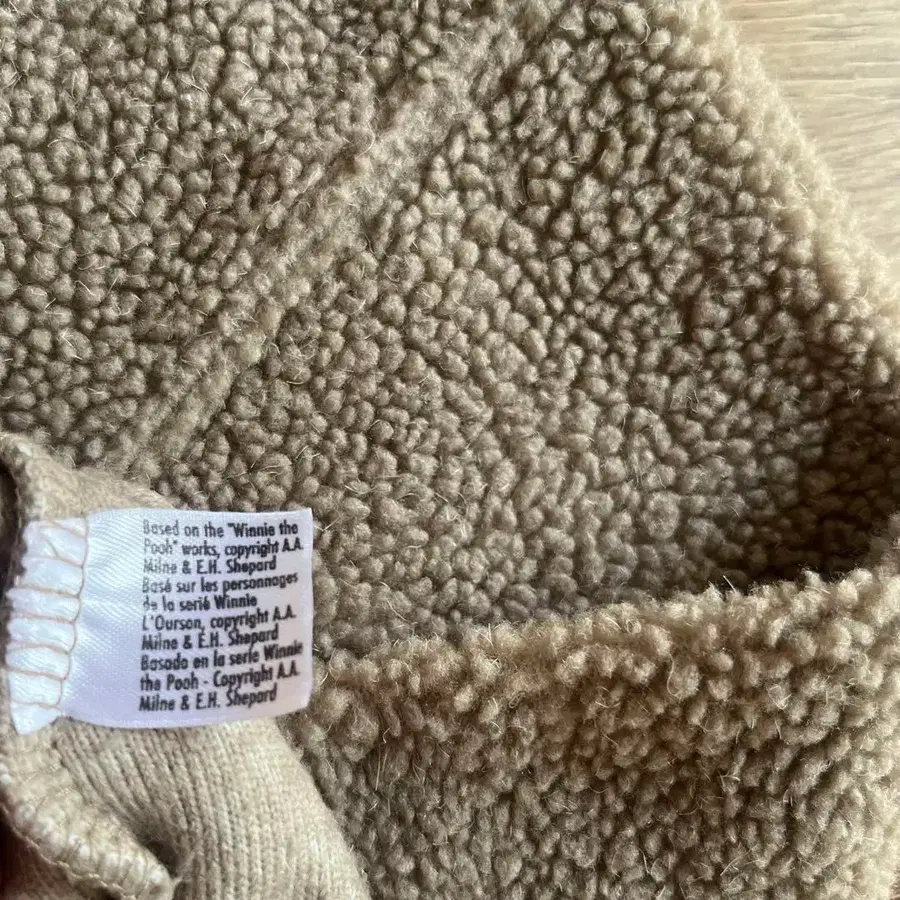 Based on the "Winnie the
Pooh" works, copyright A.A.
Milne & E.H. Shepard
Basé sur les personnages
de la serié Winnie
L'Ourson, copyright A.A.
Milne & E.H. Shepard
Basado en la serie Winnie
the Pooh - Copyright A.A.
Milne & E.H. Shepard